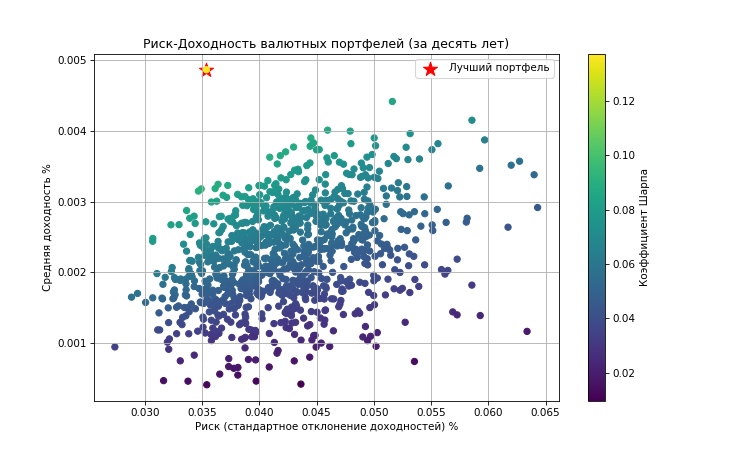 Риск-Доходность валютных портфелей (за десять лет)
Лучший портфель
Средняя доходность %
0.005
0.004
0.003
0.002
0.001
0.030 0.035 0.040 0.045 0.050 0.055 0.060 0.065
Риск (стандартное отклонение доходностей) %
0.12
0.10
0.08
0.06
0.04
0.02
Коэффициент Шарпа